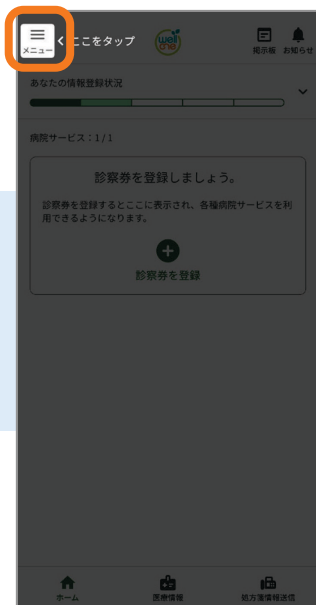 メニュー
ここをタップ
well
one
掲示板
お知らせ
あなたの情報登録状況
病院サービス：1/1
診察券を登録しましょう。
診察券を登録するとここに表示され、各種病院サービスを利
用できるようになります。
診察券を登録
ホーム
医療情報
処方箋情報送信